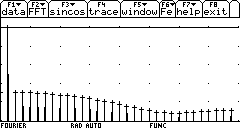 F1▾ F2▾ F3▾ F4 F5▾ F6▾ F7▾ F8
data FFT sincos trace window Fe help exit
FOURIER RAD AUTO FUNC